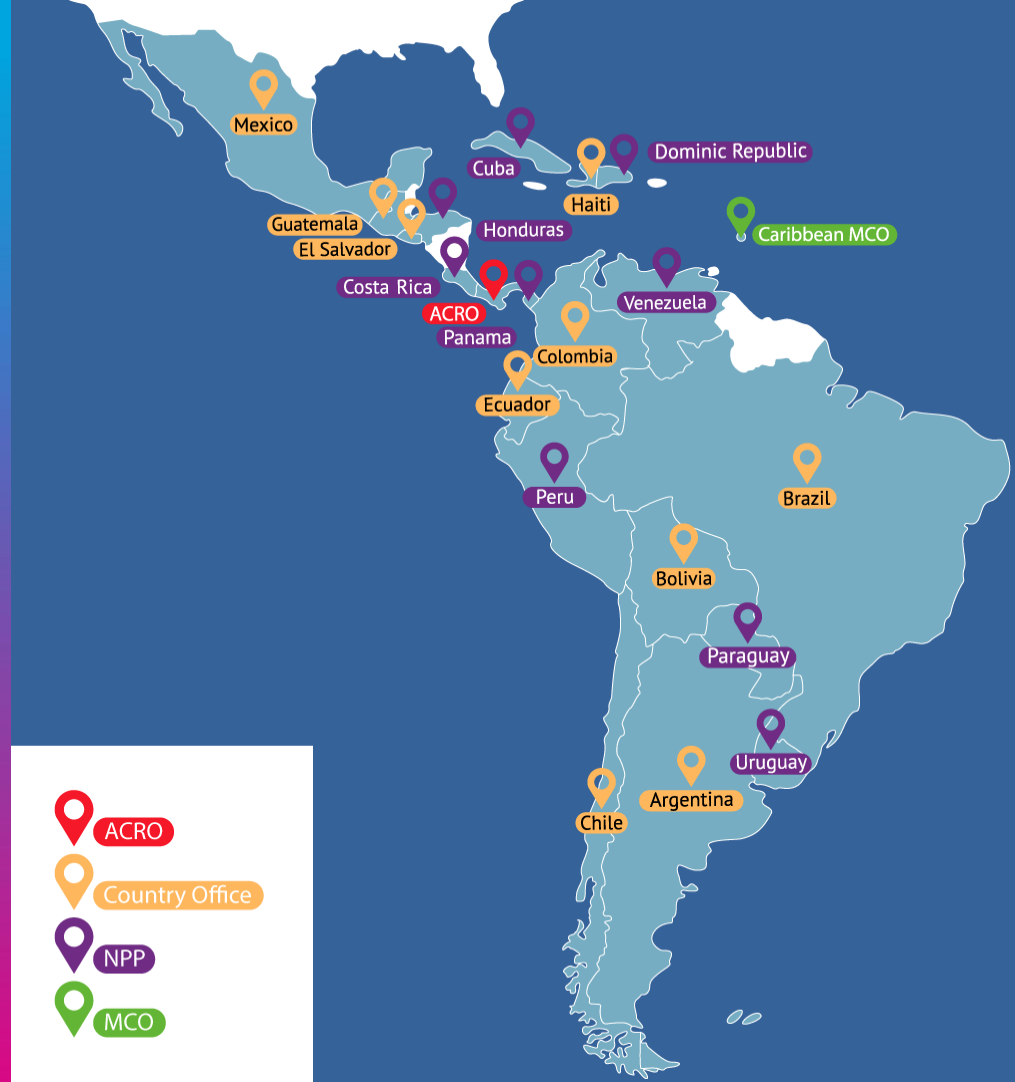 Mexico
Cuba
Dominic Republic
Haiti
Guatemala
Honduras
Caribbean MCO
El Salvador
Costa Rica
Venezuela
ACRO
Panama
Colombia
Ecuador
Peru
Brazil
Bolivia
Paraguay
Uruguay
Argentina
Chile
ACRO
Country Office
NPP
MCO